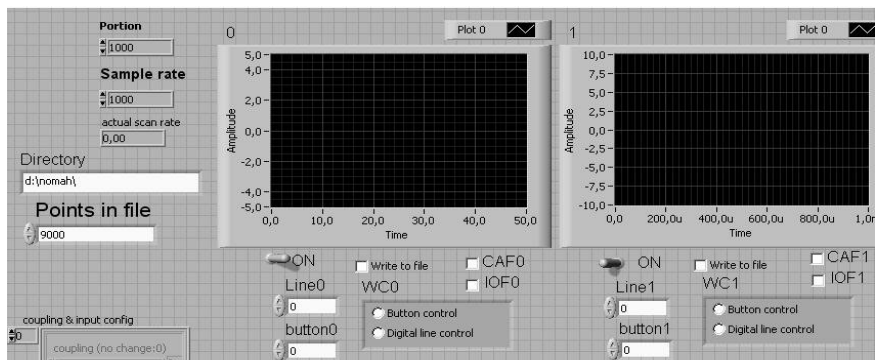 Portion
1000
Sample rate
1000
actual scan rate
0,00
Directory
d:\nomah\
Points in file
9000
coupling & input config
0
coupling (no change:0)
0
Plot 0
Amplitude
5,0
4,0
2,0
0,0
-2,0
-4,0
-5,0
0,0 10,0 20,0 30,0 40,0 50,0
Time
ON
Write to file
CAF0
IOF0
Line0
0
WC0
Button control
Digital line control
button0
0
1
Plot 0
Amplitude
10,0
7,5
5,0
2,5
0,0
-2,5
-5,0
-7,5
-10,0
0,0 200,0u 400,0u 600,0u 800,0u
Time
ON
Write to file
CAF1
IOF1
Line1
0
WC1
Button control
Digital line control
button1
0